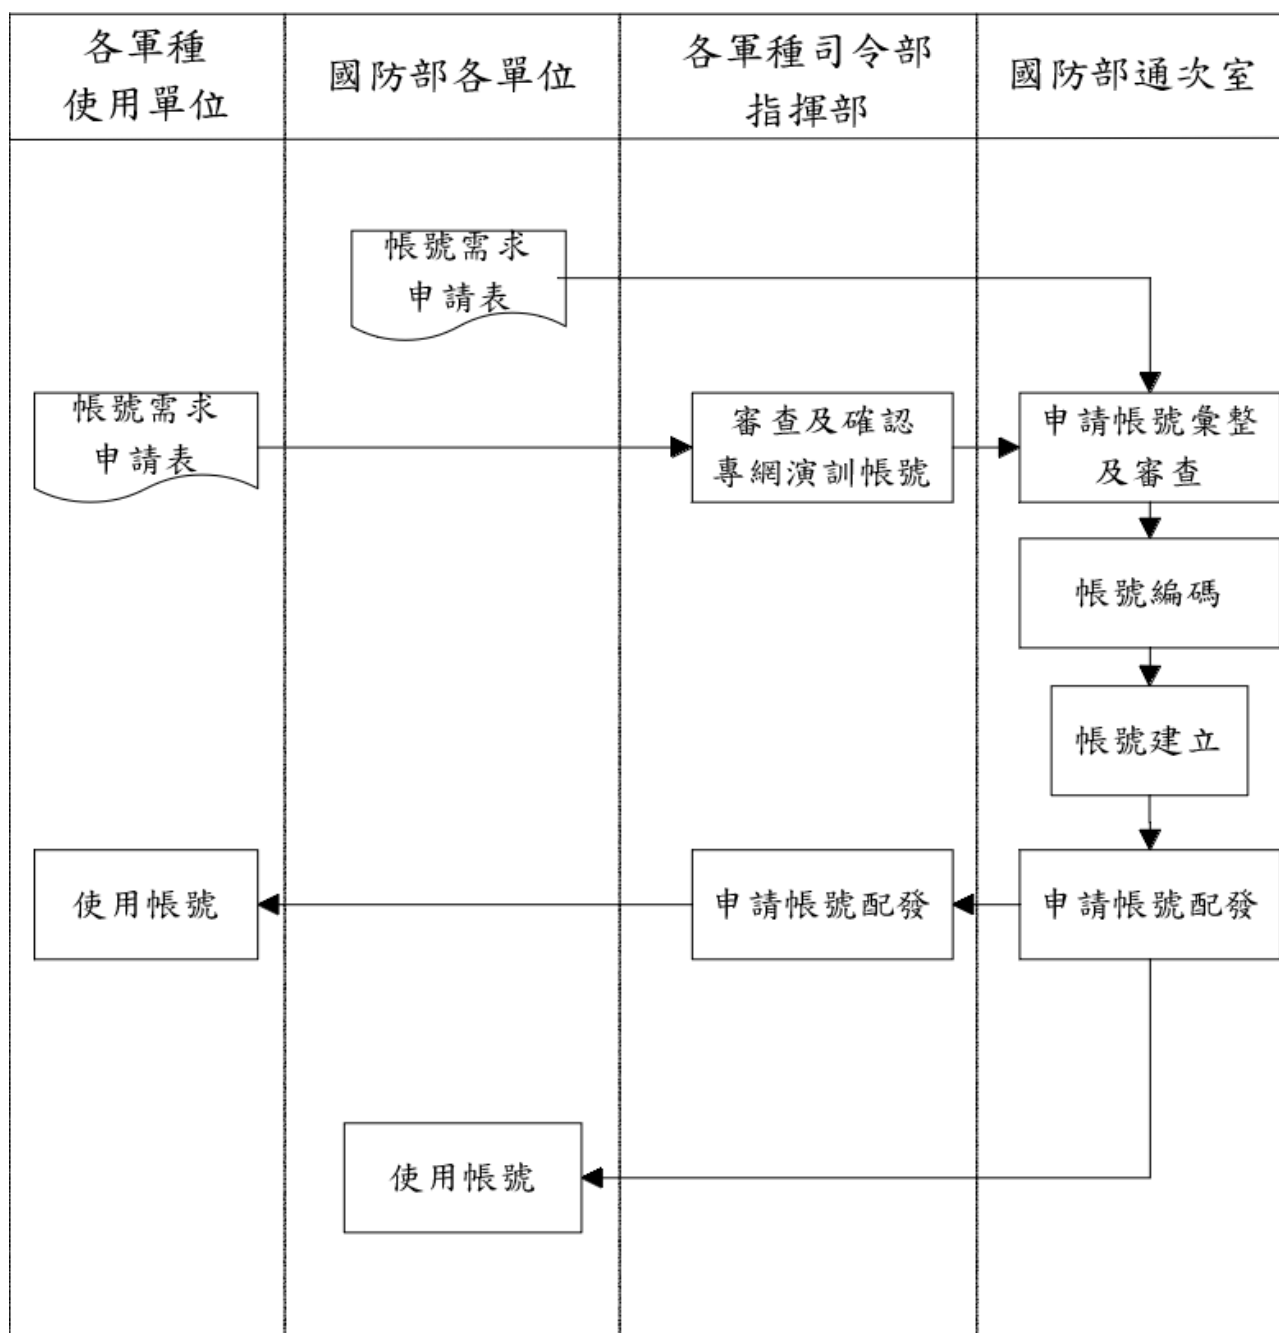 各軍種
使用單位
國防部各單位
各軍種司令部
指揮部
國防部通次室
帳號需求
申請表
帳號需求
申請表
審查及確認
專網演訓帳號
申請帳號彙整
及審查
帳號編碼
帳號建立
使用帳號
申請帳號配發
申請帳號配發
使用帳號